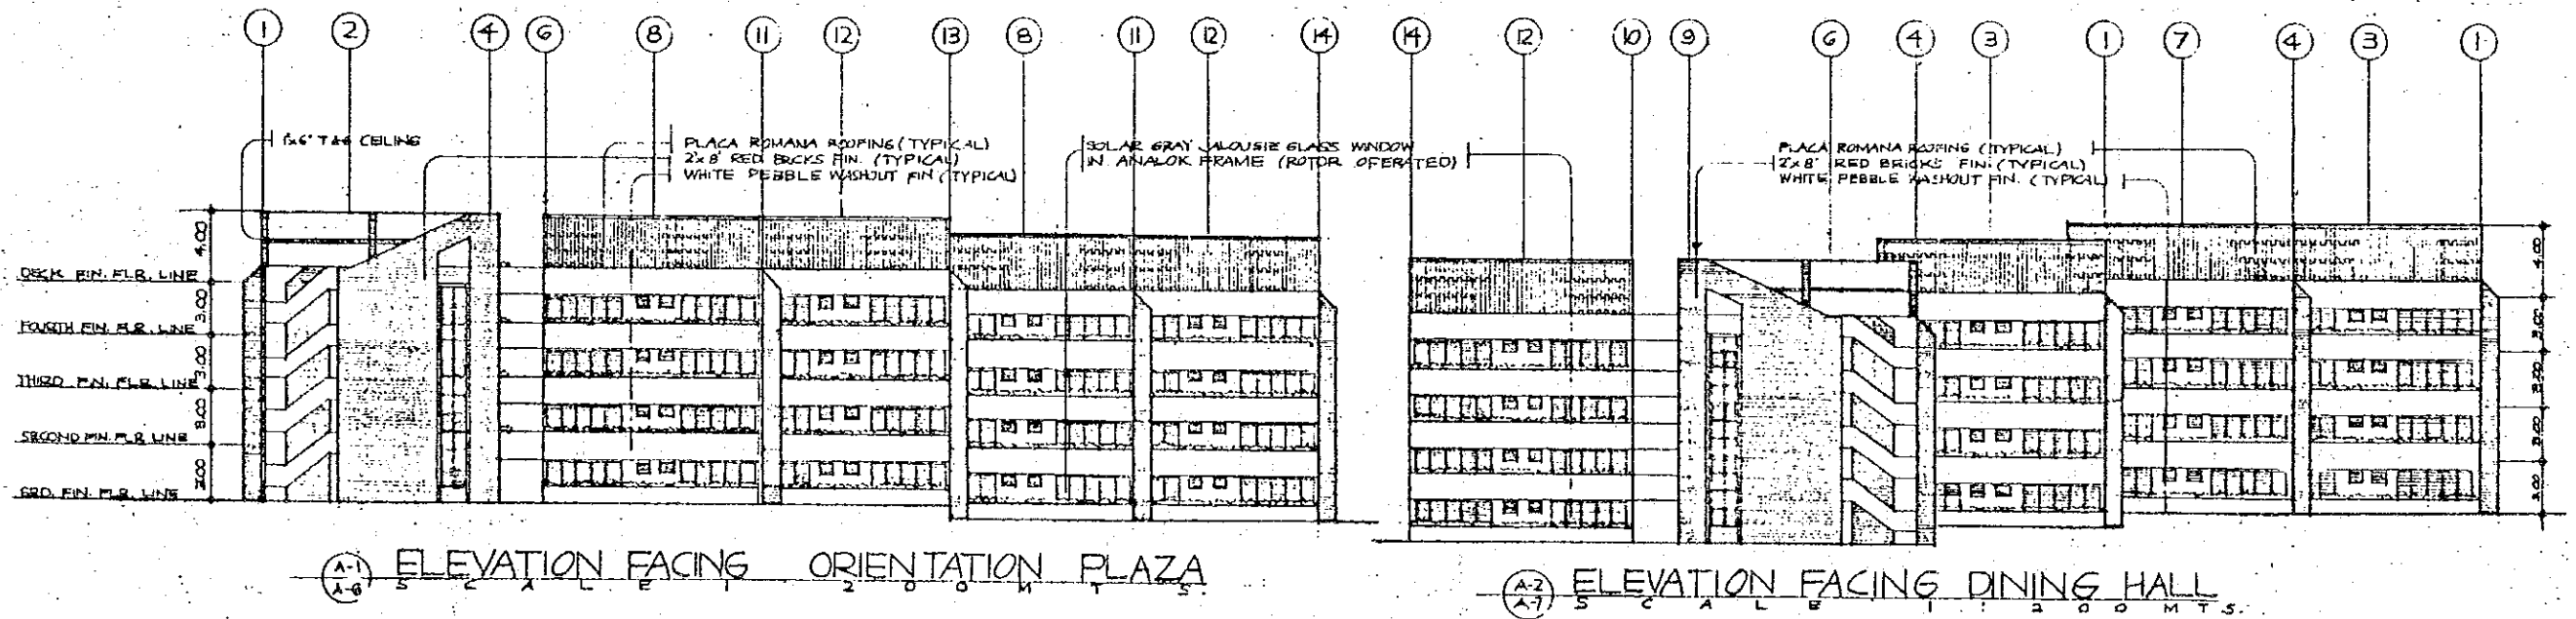 1 2 4 6 8 11 12 13 8 11 12 14 14 12 10 9 6 4 3 1 7 4 3 1
1x6" T&G CEILING
PLACA ROMANA ROOFING (TYPICAL)
2"x8" RED BRICKS FIN. (TYPICAL)
WHITE PEBBLE WASHOUT FIN (TYPICAL)
SOLAR GRAY JALOUSIE GLASS WINDOW
IN ANALOK FRAME (ROTOR OPERATED)
PLACA ROMANA ROOFING (TYPICAL)
2"x8" RED BRICKS FIN. (TYPICAL)
WHITE PEBBLE WASHOUT FIN. (TYPICAL)
4.00
DECK FIN. FLR. LINE
3.00
FOURTH FIN. FLR. LINE
3.00
THIRD FIN. FLR. LINE
3.00
SECOND FIN. FLR. LINE
3.00
GRD. FIN. FLR. LINE
4.00
3.00
3.00
3.00
3.00
A-1
A-6
ELEVATION FACING ORIENTATION PLAZA
SCALE 1:200 MTS.
A-2
A-7
ELEVATION FACING DINING HALL
SCALE 1:200 MTS.